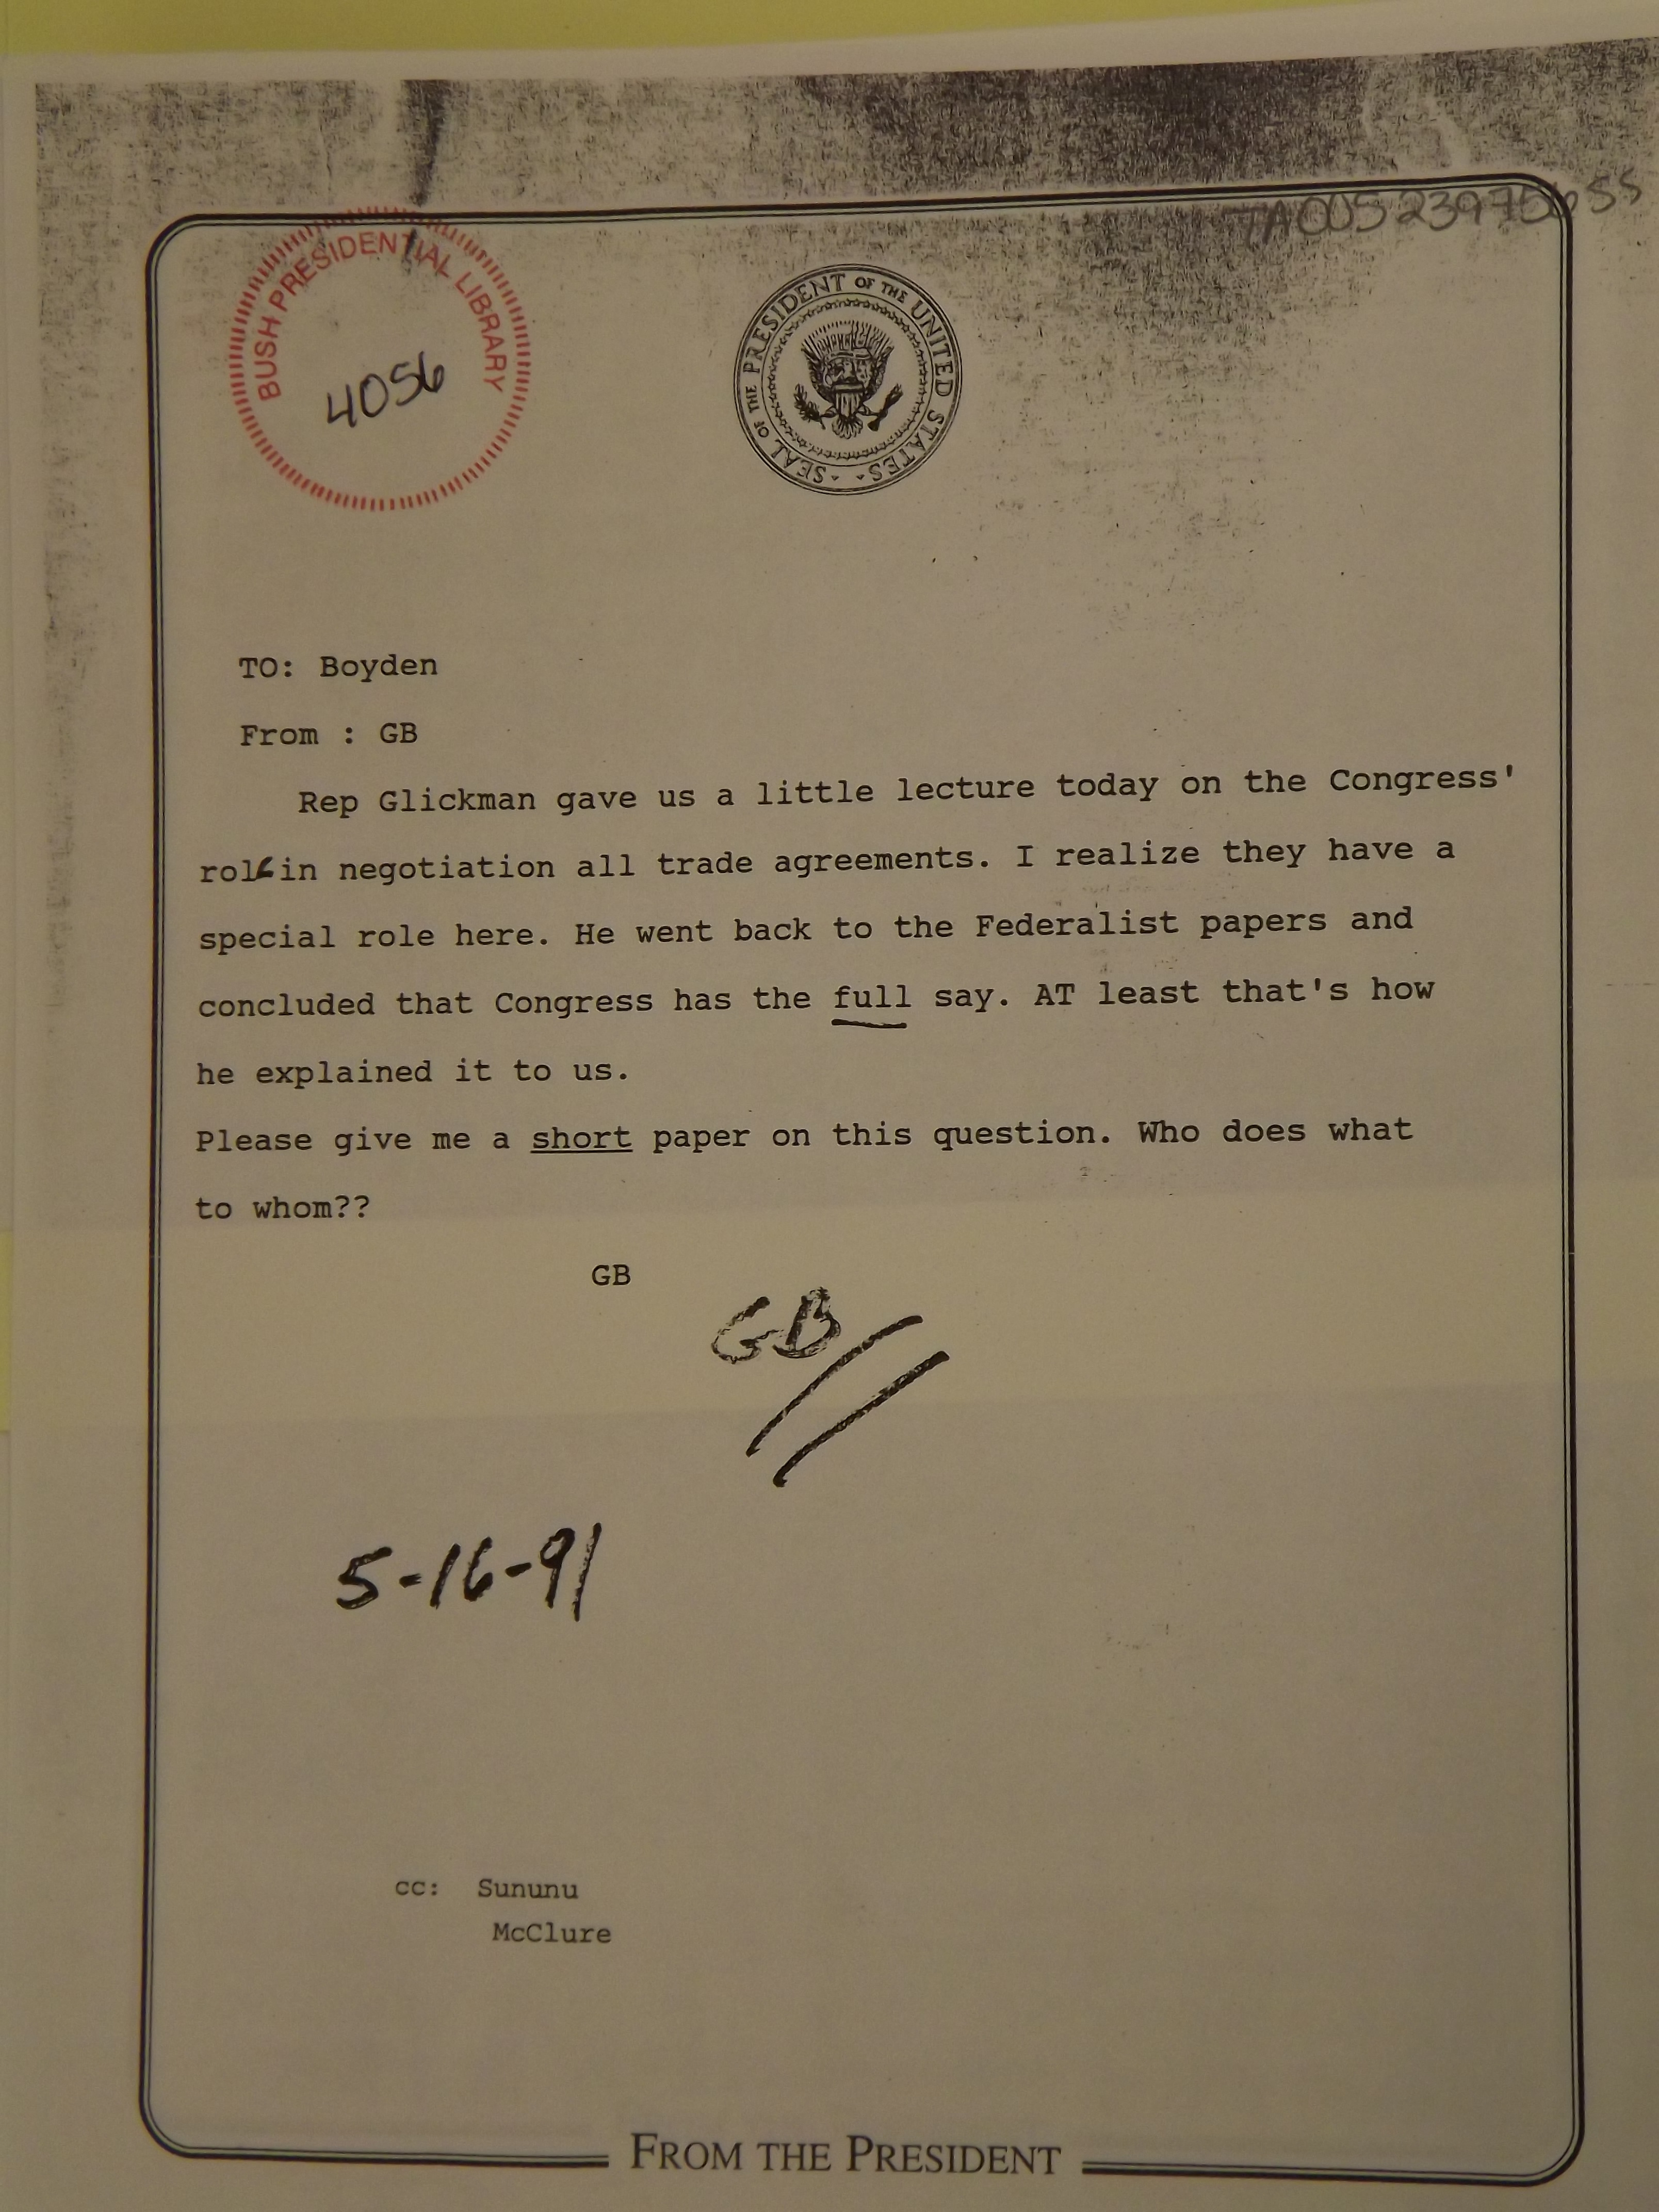 TA005 23975655
BUSH PRESIDENTIAL LIBRARY
4056
SEAL OF THE PRESIDENT OF THE UNITED STATES
TO: Boyden
From : GB
Rep Glickman gave us a little lecture today on the Congress'
role in negotiation all trade agreements. I realize they have a
special role here. He went back to the Federalist papers and
concluded that Congress has the full say. AT least that's how
he explained it to us.
Please give me a short paper on this question. Who does what
to whom??
GB
GB
5-16-91
cc: Sununu
McClure
FROM THE PRESIDENT